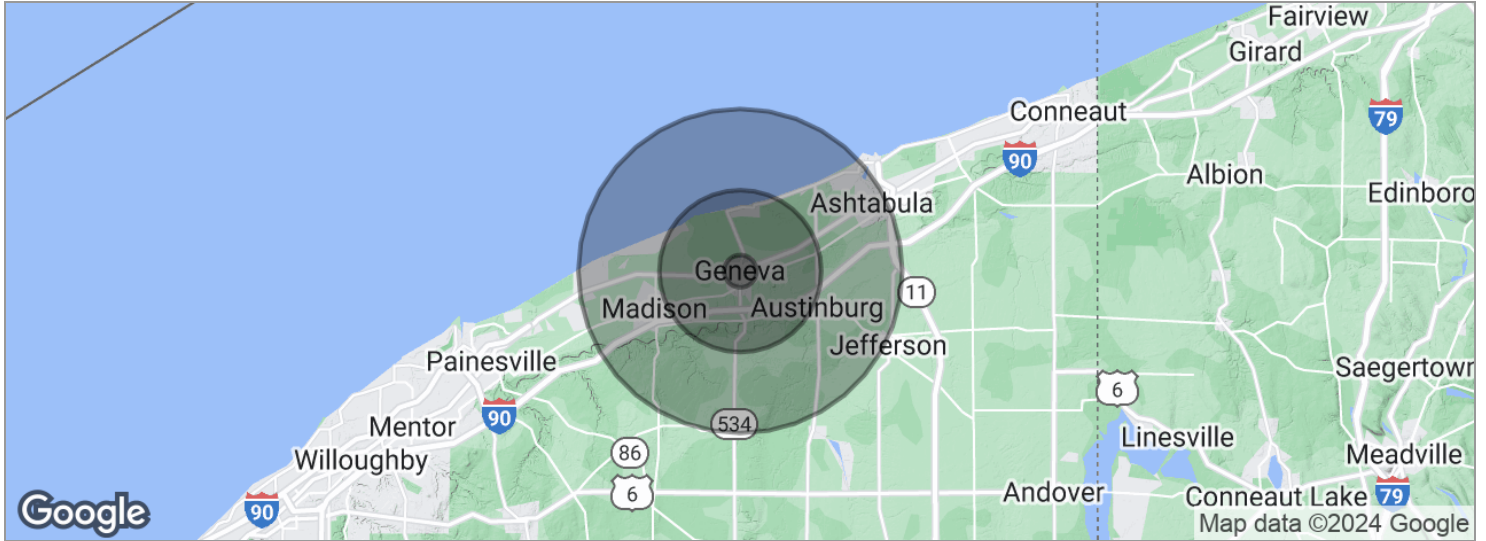 Fairview
Girard
Conneaut
79
90
Albion
Edinboro
Ashtabula
Geneva
11
Madison
Austinburg
Jefferson
Painesville
Saegertown
6
90
534
Mentor
Linesville
86
Willoughby
Meadville
6
Andover
Conneaut Lake
79
90
Google
Map data ©2024 Google